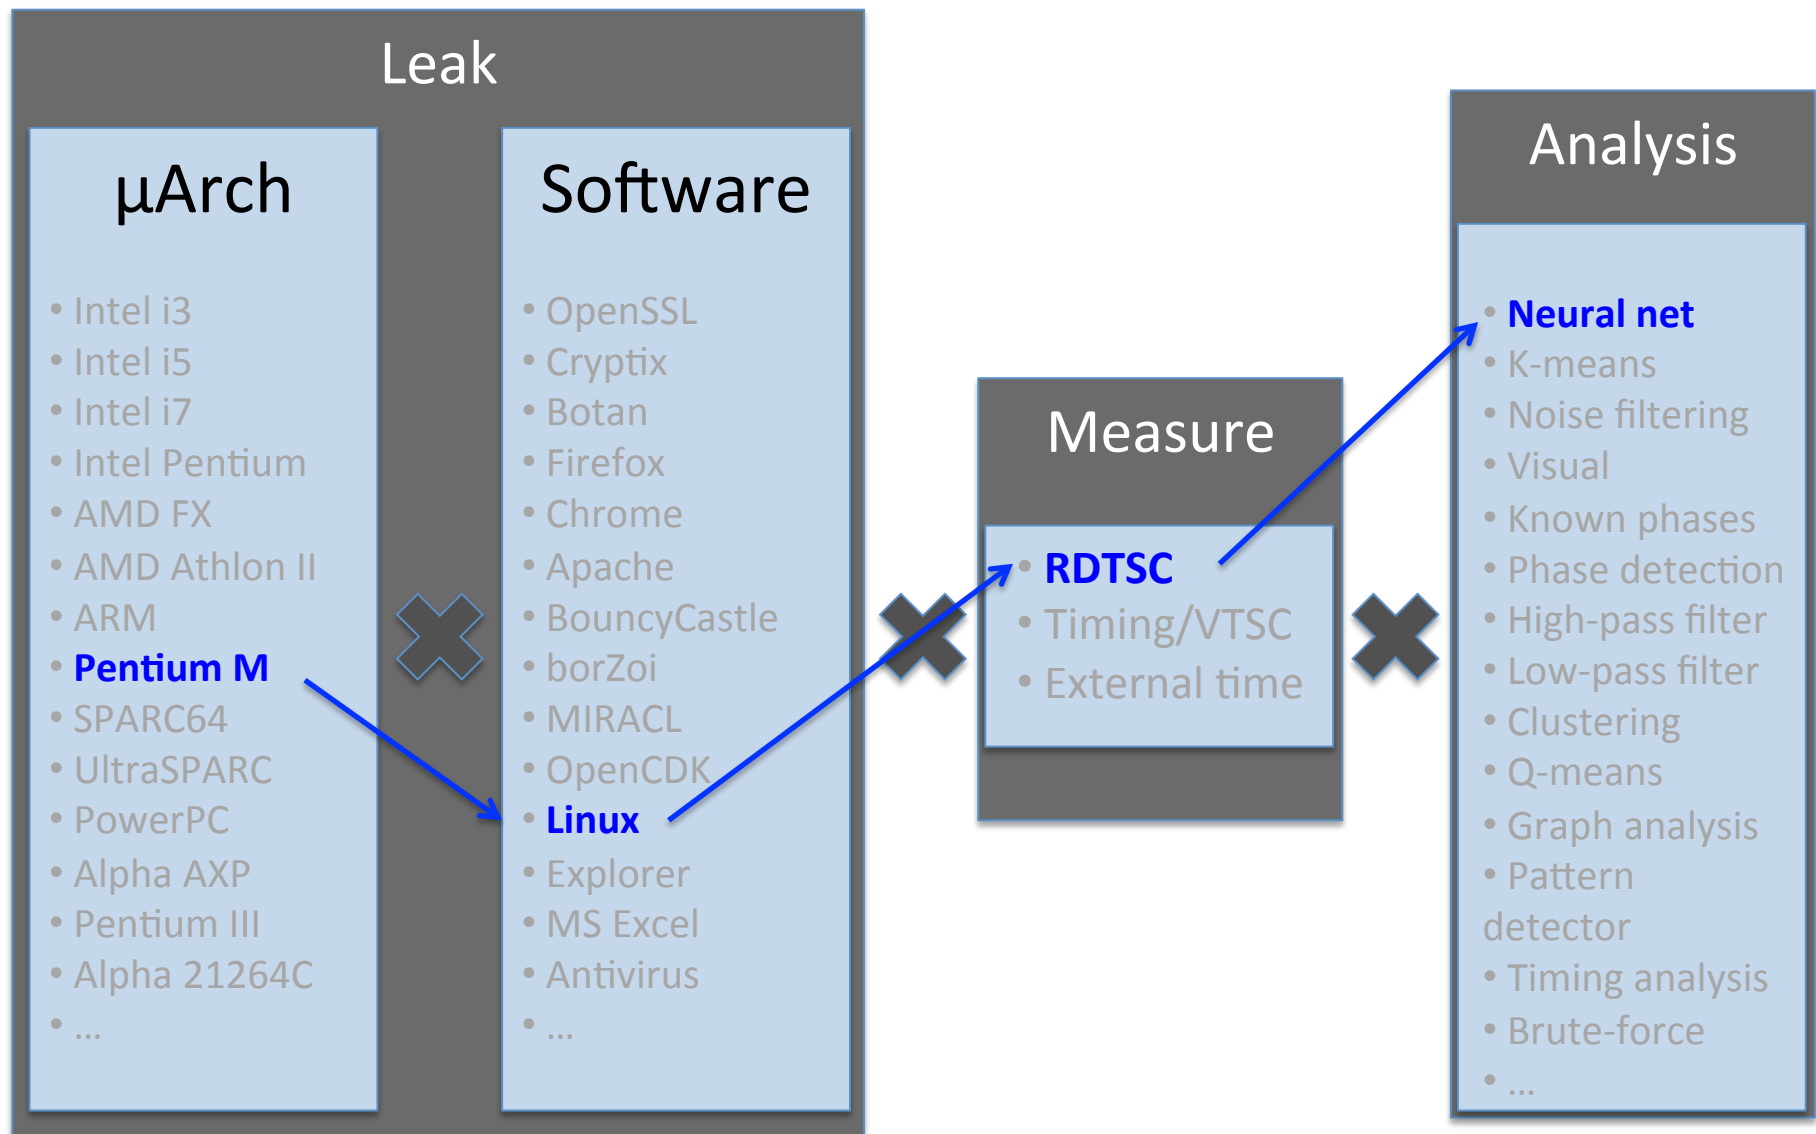 Leak
µArch
• Intel i3
• Intel i5
• Intel i7
• Intel Pentium
• AMD FX
• AMD Athlon II
• ARM
• Pentium M
• SPARC64
• UltraSPARC
• PowerPC
• Alpha AXP
• Pentium III
• Alpha 21264C
• ...
Software
• OpenSSL
• Cryptix
• Botan
• Firefox
• Chrome
• Apache
• BouncyCastle
• borZoi
• MIRACL
• OpenCDK
• Linux
• Explorer
• MS Excel
• Antivirus
• ...
Measure
• RDTSC
• Timing/VTSC
• External time
Analysis
• Neural net
• K-means
• Noise filtering
• Visual
• Known phases
• Phase detection
• High-pass filter
• Low-pass filter
• Clustering
• Q-means
• Graph analysis
• Pattern
detector
• Timing analysis
• Brute-force
• ...